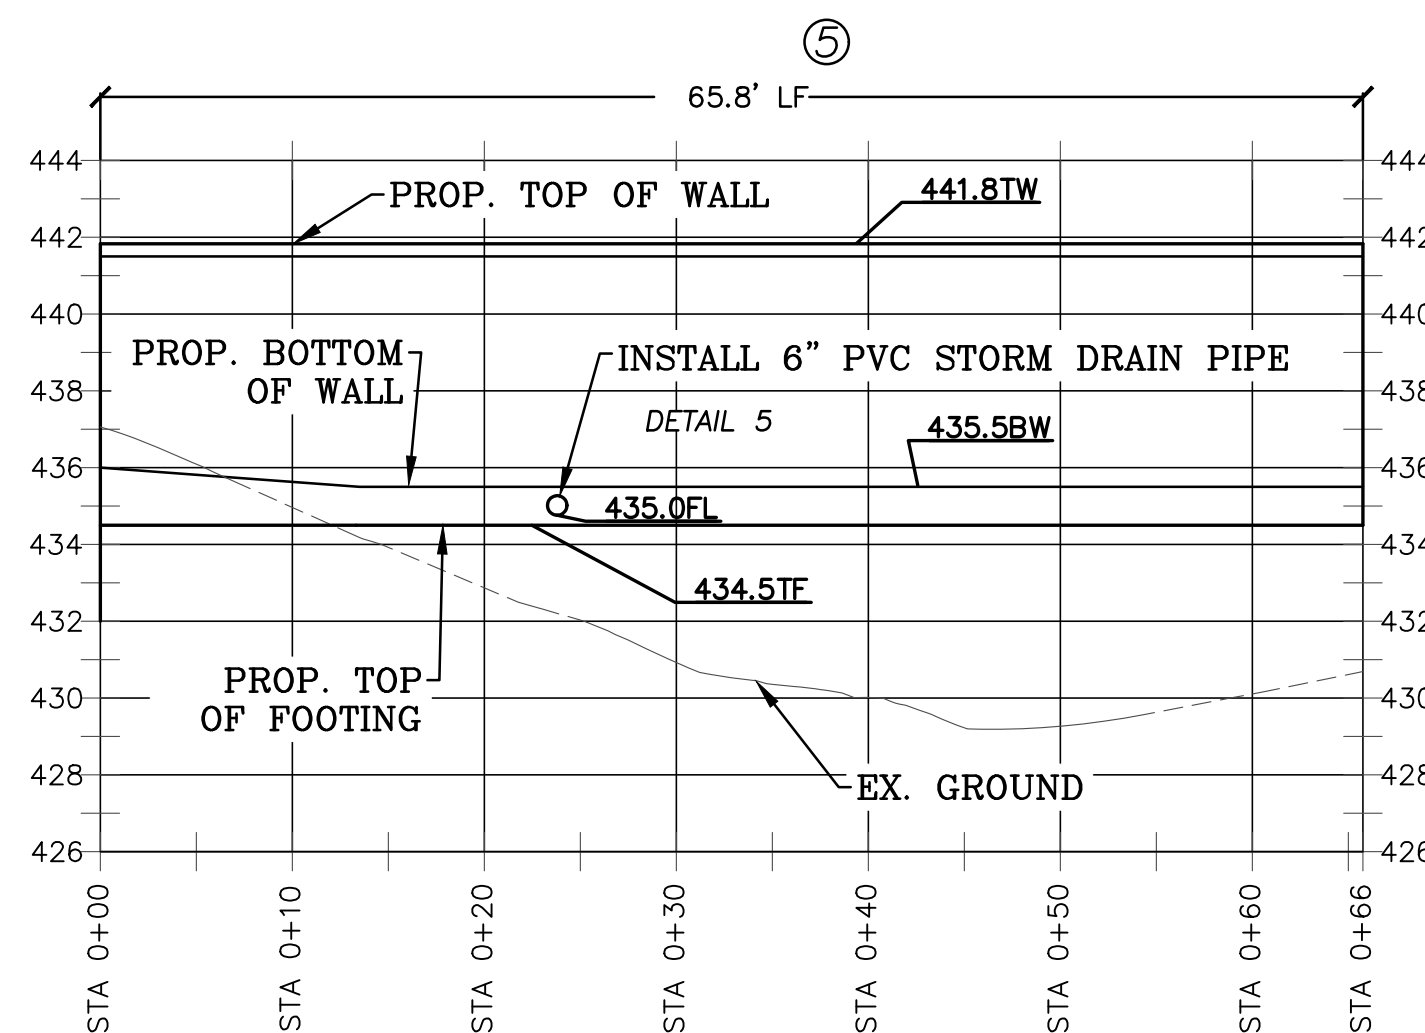 5
65.8' LF
444
444
PROP. TOP OF WALL
441.8TW
442
442
440
440
PROP. BOTTOM
OF WALL
INSTALL 6” PVC STORM DRAIN PIPE
438
438
DETAIL 5
435.5BW
436
436
435.0FL
434
434
434.5TF
432
432
PROP. TOP
OF FOOTING
430
430
EX. GROUND
428
428
426
426
STA 0+00
STA 0+10
STA 0+20
STA 0+30
STA 0+40
STA 0+50
STA 0+60
STA 0+66